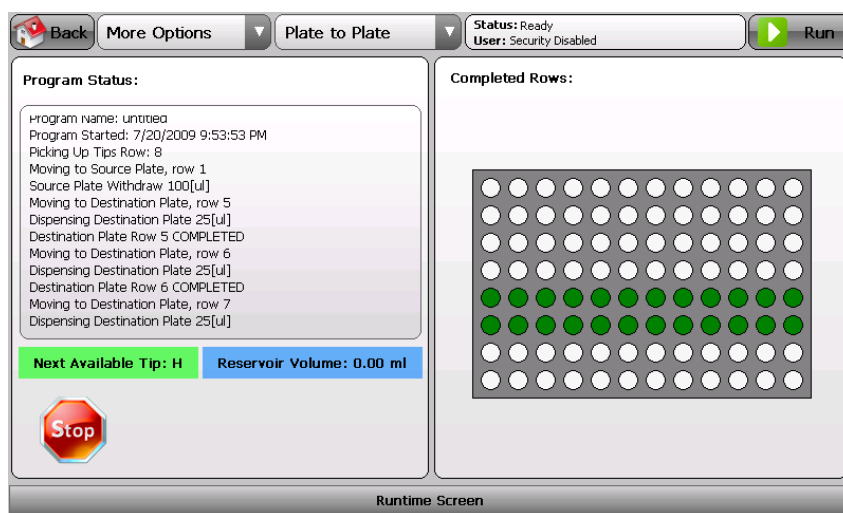 Back
More Options
Plate to Plate
Status: Ready
User: Security Disabled
Run
Program Status:
Program Name: untitled
Program Started: 7/20/2009 9:53:53 PM
Picking Up Tips Row: 8
Moving to Source Plate, row 1
Source Plate Withdraw 100[ul]
Moving to Destination Plate, row 5
Dispensing Destination Plate 25[ul]
Destination Plate Row 5 COMPLETED
Moving to Destination Plate, row 6
Dispensing Destination Plate 25[ul]
Destination Plate Row 6 COMPLETED
Moving to Destination Plate, row 7
Dispensing Destination Plate 25[ul]
Next Available Tip: H
Reservoir Volume: 0.00 ml
Stop
Completed Rows:
Runtime Screen